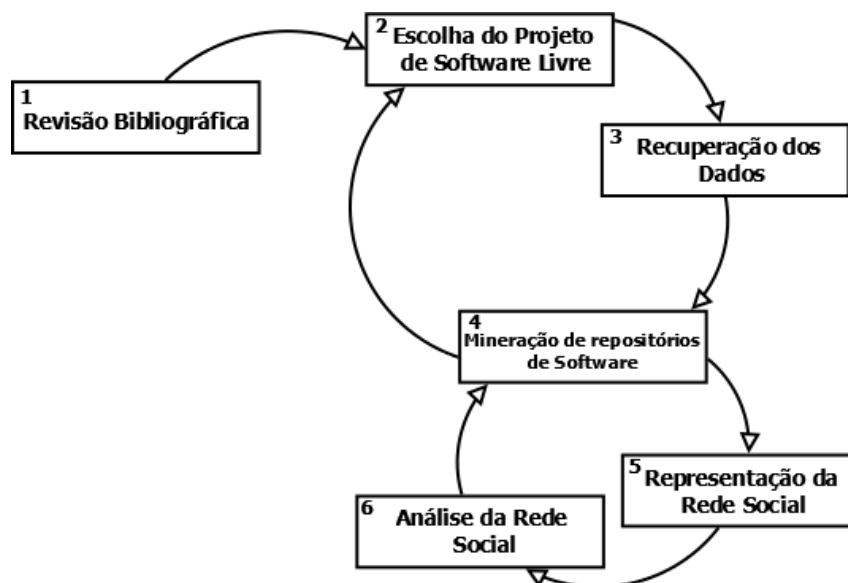 1
Revisão Bibliográfica
2 Escolha do Projeto
de Software Livre
3 Recuperação dos
Dados
4
Mineração de repositórios
de Software
5 Representação da
Rede Social
6 Análise da Rede
Social